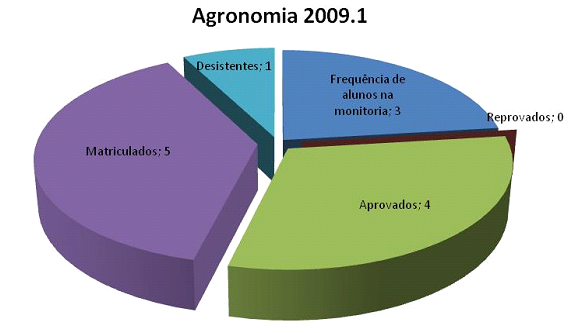 Agronomia 2009.1
Desistentes; 1
Frequência de
alunos na
monitoria; 3
Reprovados; 0
Matriculados; 5
Aprovados; 4